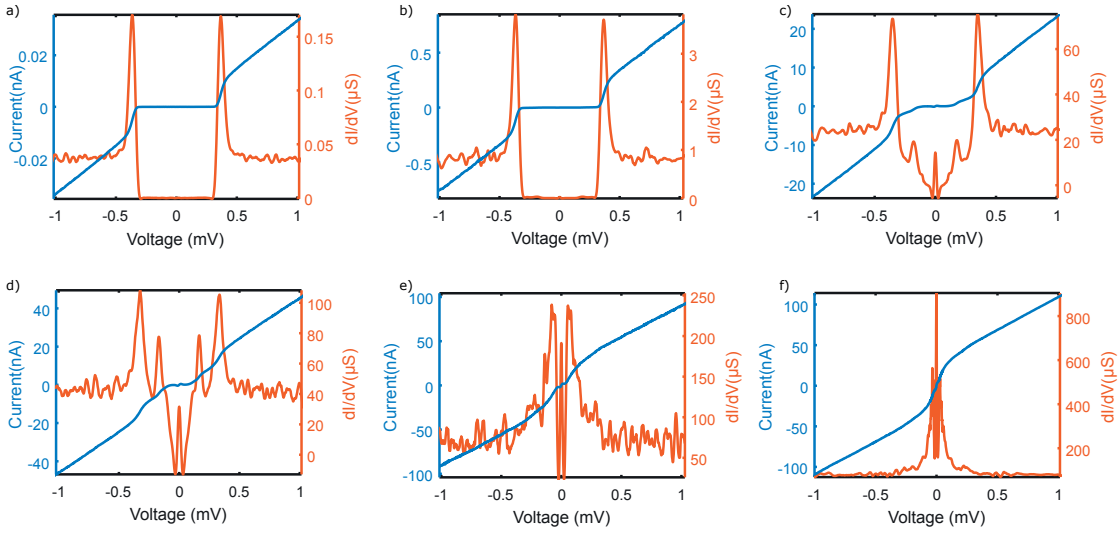 a)
Current(nA)
0.02
0
-0.02
0.15
0.1
0.05
0
dI/dV(µS)
-1 -0.5 0 0.5 1
Voltage (mV)
b)
Current(nA)
0.5
0
-0.5
3
2
1
0
dI/dV(µS)
-1 -0.5 0 0.5 1
Voltage (mV)
c)
Current(nA)
20
10
0
-10
-20
60
40
20
0
dI/dV(µS)
-1 -0.5 0 0.5 1
Voltage (mV)
d)
Current(nA)
40
20
0
-20
-40
100
80
60
40
20
0
dI/dV(µS)
-1 -0.5 0 0.5 1
Voltage (mV)
e)
Current(nA)
100
50
0
-50
-100
250
200
150
100
50
dI/dV(µS)
-1 -0.5 0 0.5 1
Voltage (mV)
f)
Current(nA)
100
50
0
-50
-100
800
600
400
200
dI/dV(µS)
-1 -0.5 0 0.5 1
Voltage (mV)